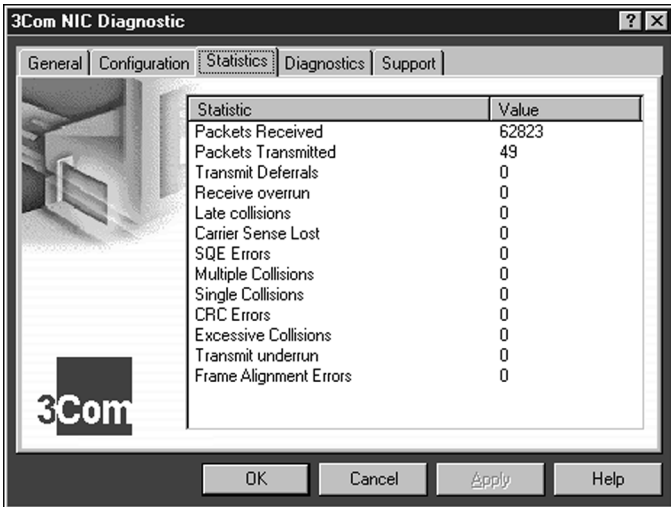 3Com NIC Diagnostic
General Configuration Statistics Diagnostics Support
Statistic Value
Packets Received 62823
Packets Transmitted 49
Transmit Deferrals 0
Receive overrun 0
Late collisions 0
Carrier Sense Lost 0
SQE Errors 0
Multiple Collisions 0
Single Collisions 0
CRC Errors 0
Excessive Collisions 0
Transmit underrun 0
Frame Alignment Errors 0
3Com
OK Cancel Apply Help